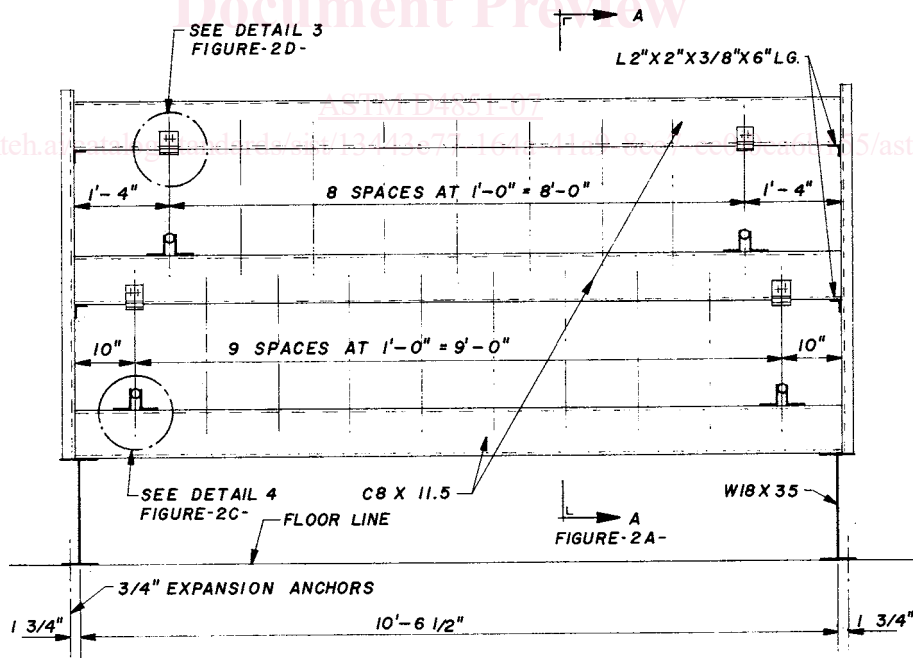 Document Preview
A
SEE DETAIL 3
FIGURE-2D-
L2"X2"X3/8"X6"LG.
ASTM D4851-07
1'-4"
8 SPACES AT 1'-0" = 8'-0"
1'-4"
10"
9 SPACES AT 1'-0" = 9'-0"
10"
SEE DETAIL 4
FIGURE-2C-
C8 X 11.5
W18X35
FLOOR LINE
A
FIGURE-2A-
3/4" EXPANSION ANCHORS
1 3/4"
10'-6 1/2"
1 3/4"